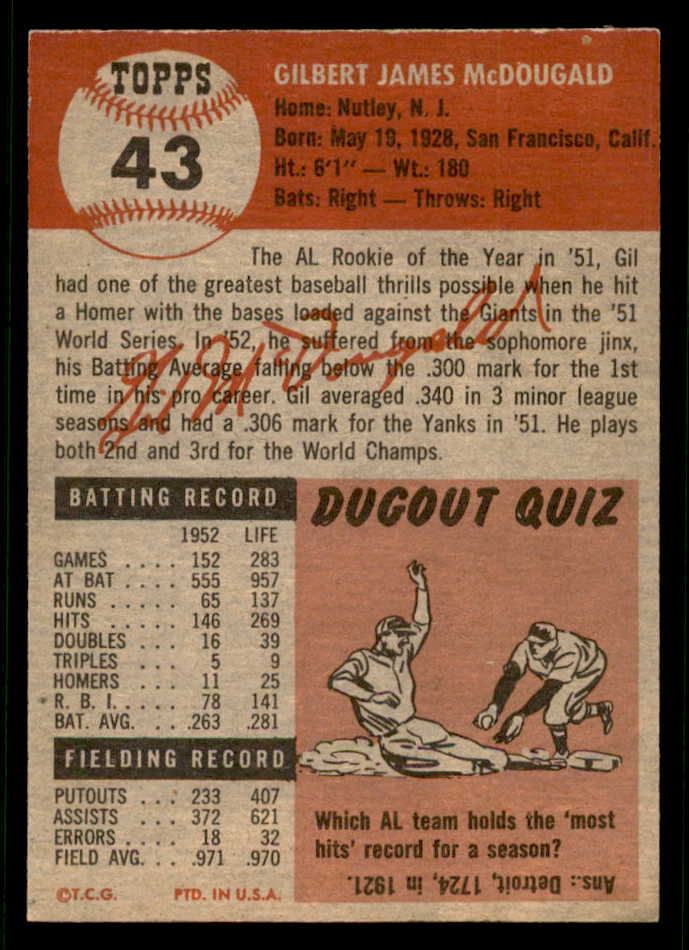 TOPPS
43
GILBERT JAMES McDOUGALD
Home: Nutley, N. J.
Born: May 19, 1928, San Francisco, Calif.
Ht.: 6'1" — Wt.: 180
Bats: Right — Throws: Right
The AL Rookie of the Year in '51, Gil
had one of the greatest baseball thrills possible when he hit
a Homer with the bases loaded against the Giants in the '51
World Series. In '52, he suffered from the sophomore jinx,
his Batting Average falling below the .300 mark for the 1st
time in his pro career. Gil averaged .340 in 3 minor league
seasons and had a .306 mark for the Yanks in '51. He plays
both 2nd and 3rd for the World Champs.
Gil McDougald
BATTING RECORD
1952 LIFE
GAMES .... 152 283
AT BAT .... 555 957
RUNS ..... 65 137
HITS ..... 146 269
DOUBLES .. 16 39
TRIPLES ... 5 9
HOMERS ... 11 25
R. B. I. .... 78 141
BAT. AVG. ... .263 .281
FIELDING RECORD
PUTOUTS ... 233 407
ASSISTS .... 372 621
ERRORS .... 18 32
FIELD AVG. ... .971 .970
©T.C.G. PTD. IN U.S.A.
DUGOUT QUIZ
Which AL team holds the 'most
hits' record for a season?
Ans.: Detroit, 1724, in 1921.